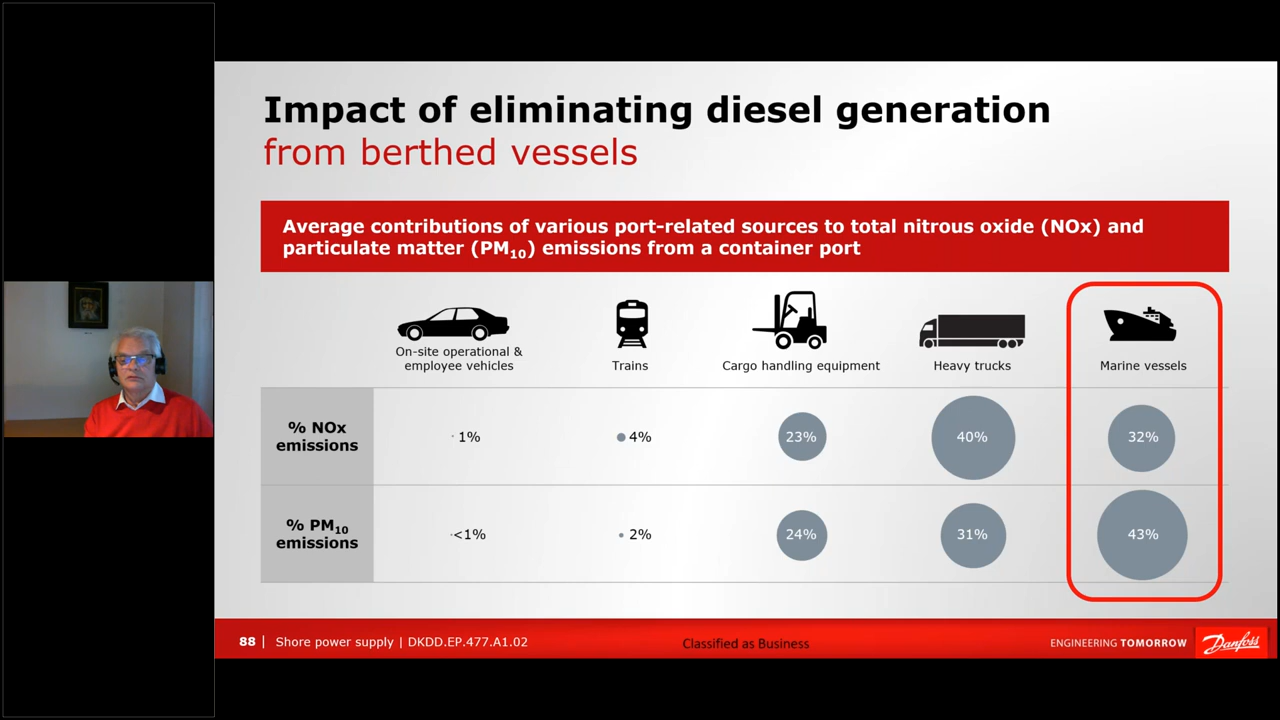 Impact of eliminating diesel generation
from berthed vessels
Average contributions of various port-related sources to total nitrous oxide (NOx) and
particulate matter (PM10) emissions from a container port
On-site operational &
employee vehicles
Trains
Cargo handling equipment
Heavy trucks
Marine vessels
% NOx
emissions
1%
4%
23%
40%
32%
% PM10
emissions
<1%
2%
24%
31%
43%
88 | Shore power supply | DKDD.EP.477.A1.02
Classified as Business
ENGINEERING TOMORROW
Danfoss